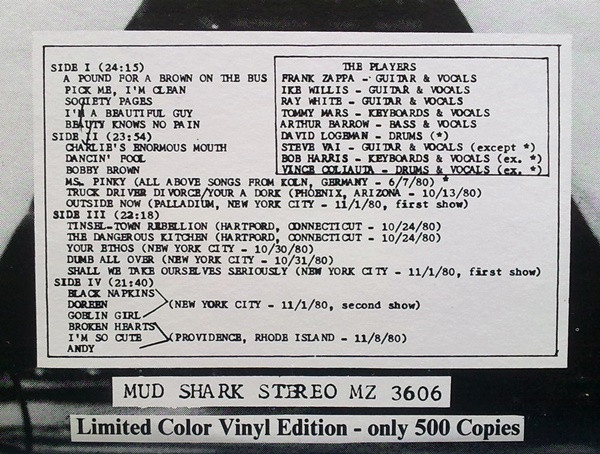 SIDE I (24:15)
A POUND FOR A BROWN ON THE BUS
PICK ME, I'M CLEAN
SOCIETY PAGES
I'M A BEAUTIFUL GUY
BEAUTY KNOWS NO PAIN
SIDE II (23:54)
CHARLIE'S ENORMOUS MOUTH
DANCIN' POOL
BOBBY BROWN
THE PLAYERS
FRANK ZAPPA - GUITAR & VOCALS
IKE WILLIS - GUITAR & VOCALS
RAY WHITE - GUITAR & VOCALS
TOMMY MARS - KEYBOARDS & VOCALS
ARTHUR BARROW - BASS & VOCALS
DAVID LOGEMAN - DRUMS (*)
STEVE VAI - GUITAR & VOCALS (except *)
BOB HARRIS - KEYBOARDS & VOCALS (ex. *)
VINCE COLIAUTA - DRUMS & VOCALS (ex. *)
MS. PINKY (ALL ABOVE SONGS FROM KOLN, GERMANY - 6/7/80) *
TRUCK DRIVER DIVORCE/YOUR A DORK (PHOENIX, ARIZONA - 10/13/80)
OUTSIDE NOW (PALLADIUM, NEW YORK CITY - 11/1/80, first show)
SIDE III (22:18)
TINSEL-TOWN REBELLION (HARTFORD, CONNECTICUT - 10/24/80)
THE DANGEROUS KITCHEN (HARTFORD, CONNECTICUT - 10/24/80)
YOUR ETHOS (NEW YORK CITY - 10/30/80)
DUMB ALL OVER (NEW YORK CITY - 10/31/80)
SHALL WE TAKE OURSELVES SERIOUSLY (NEW YORK CITY - 11/1/80, first show)
SIDE IV (21:40)
BLACK NAPKINS
DOREEN (NEW YORK CITY - 11/1/80, second show)
GOBLIN GIRL
BROKEN HEARTS
I'M SO CUTE (PROVIDENCE, RHODE ISLAND - 11/8/80)
ANDY
MUD SHARK STEREO MZ 3606
Limited Color Vinyl Edition - only 500 Copies